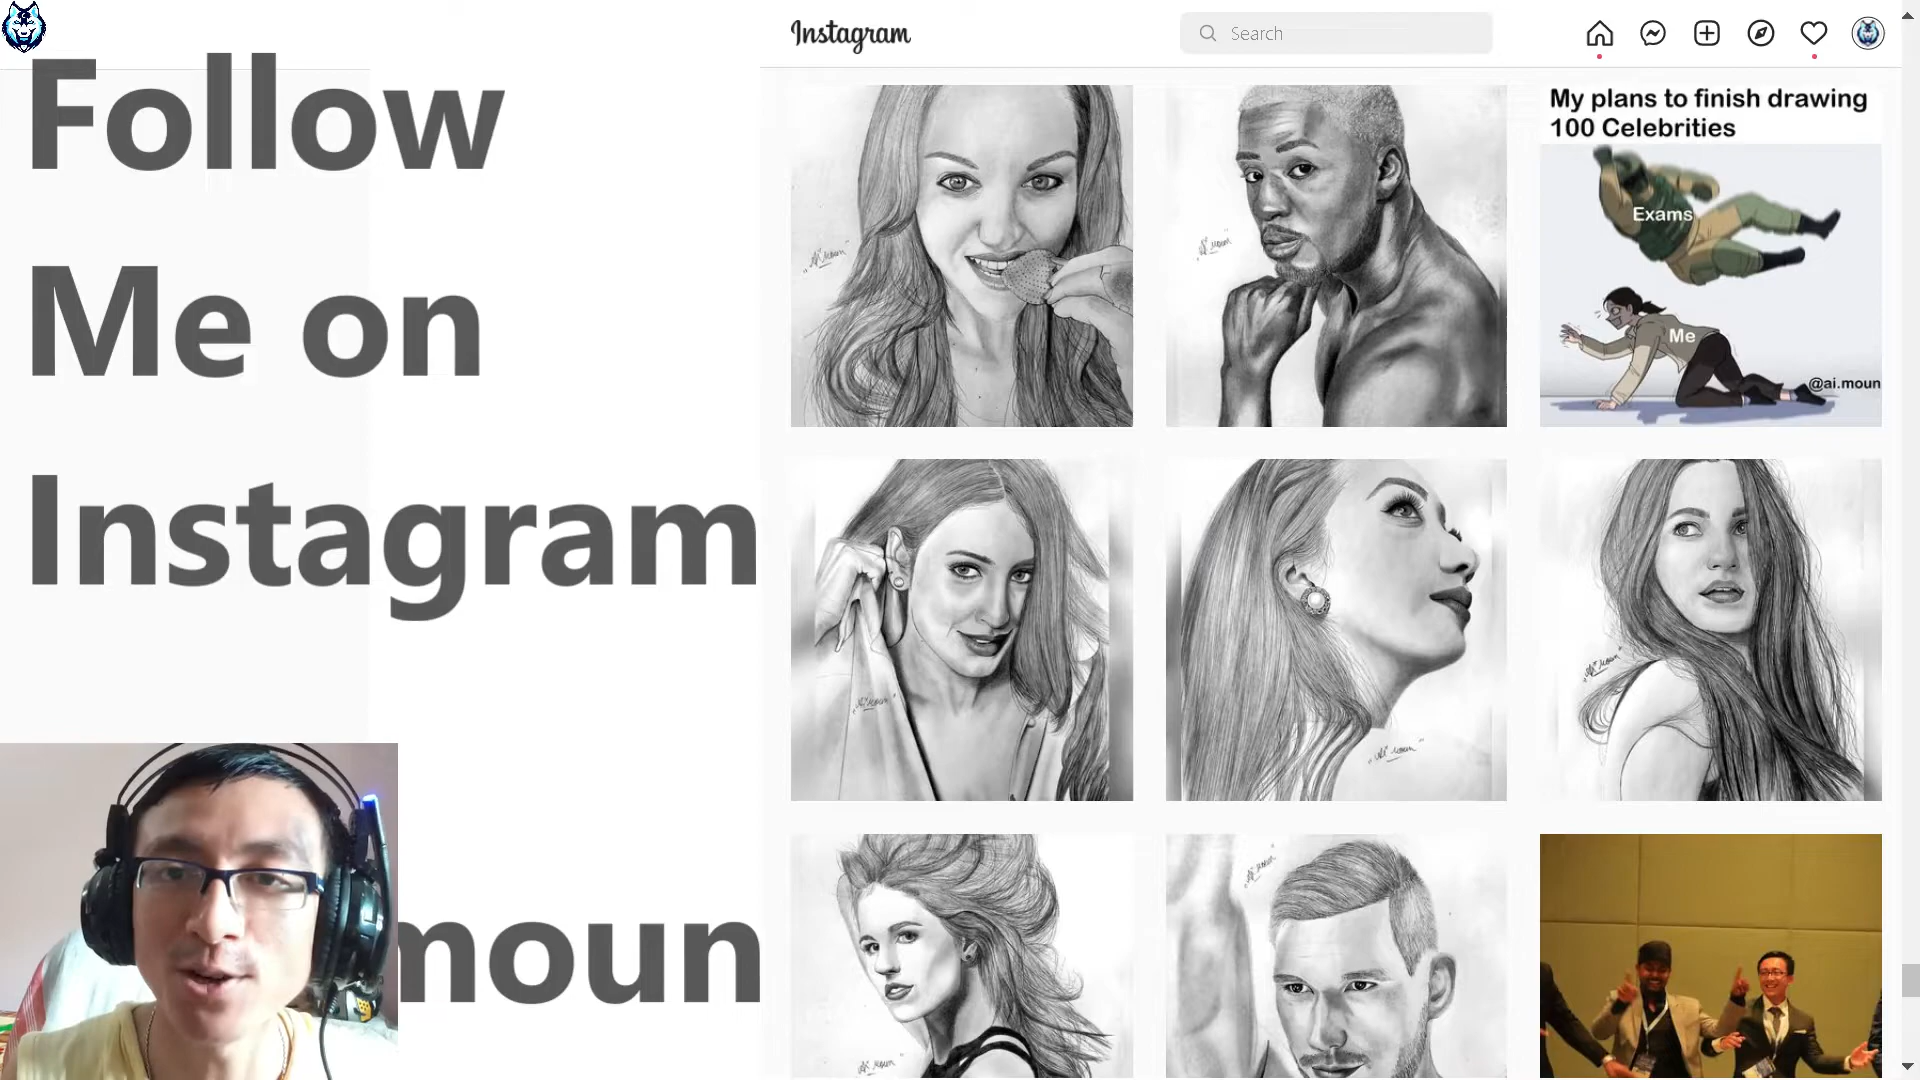 Follow
Me on
Instagram
moun
Instagram
Search
My plans to finish drawing
100 Celebrities
Exams
Me
@ai.moun